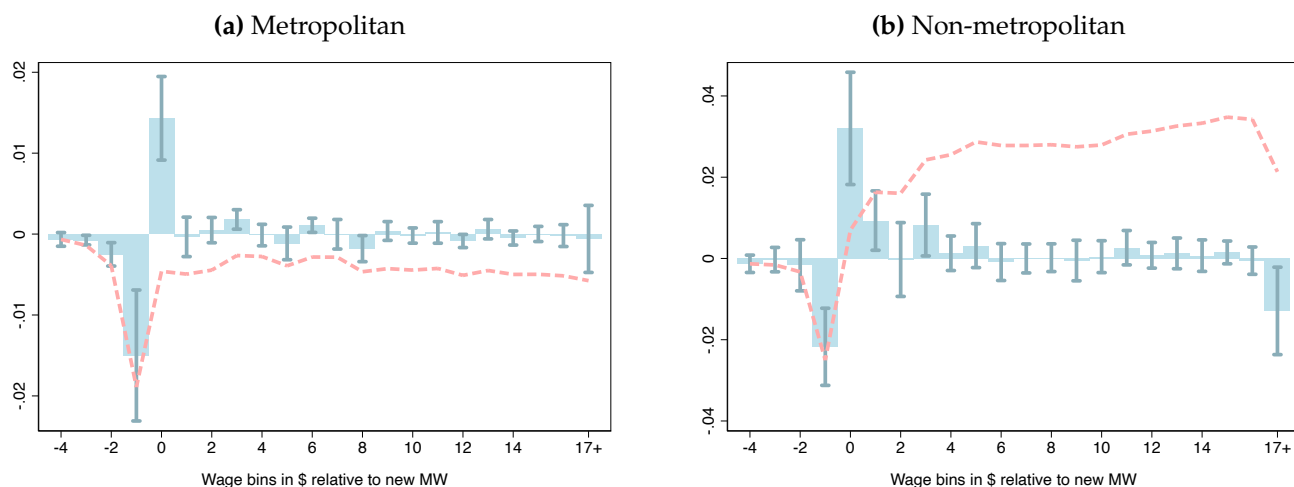 (a) Metropolitan
.02
.01
0
-.01
-.02
-4 -2 0 2 4 6 8 10 12 14 17+
Wage bins in $ relative to new MW
(b) Non-metropolitan
.04
.02
0
-.02
-.04
-4 -2 0 2 4 6 8 10 12 14 17+
Wage bins in $ relative to new MW